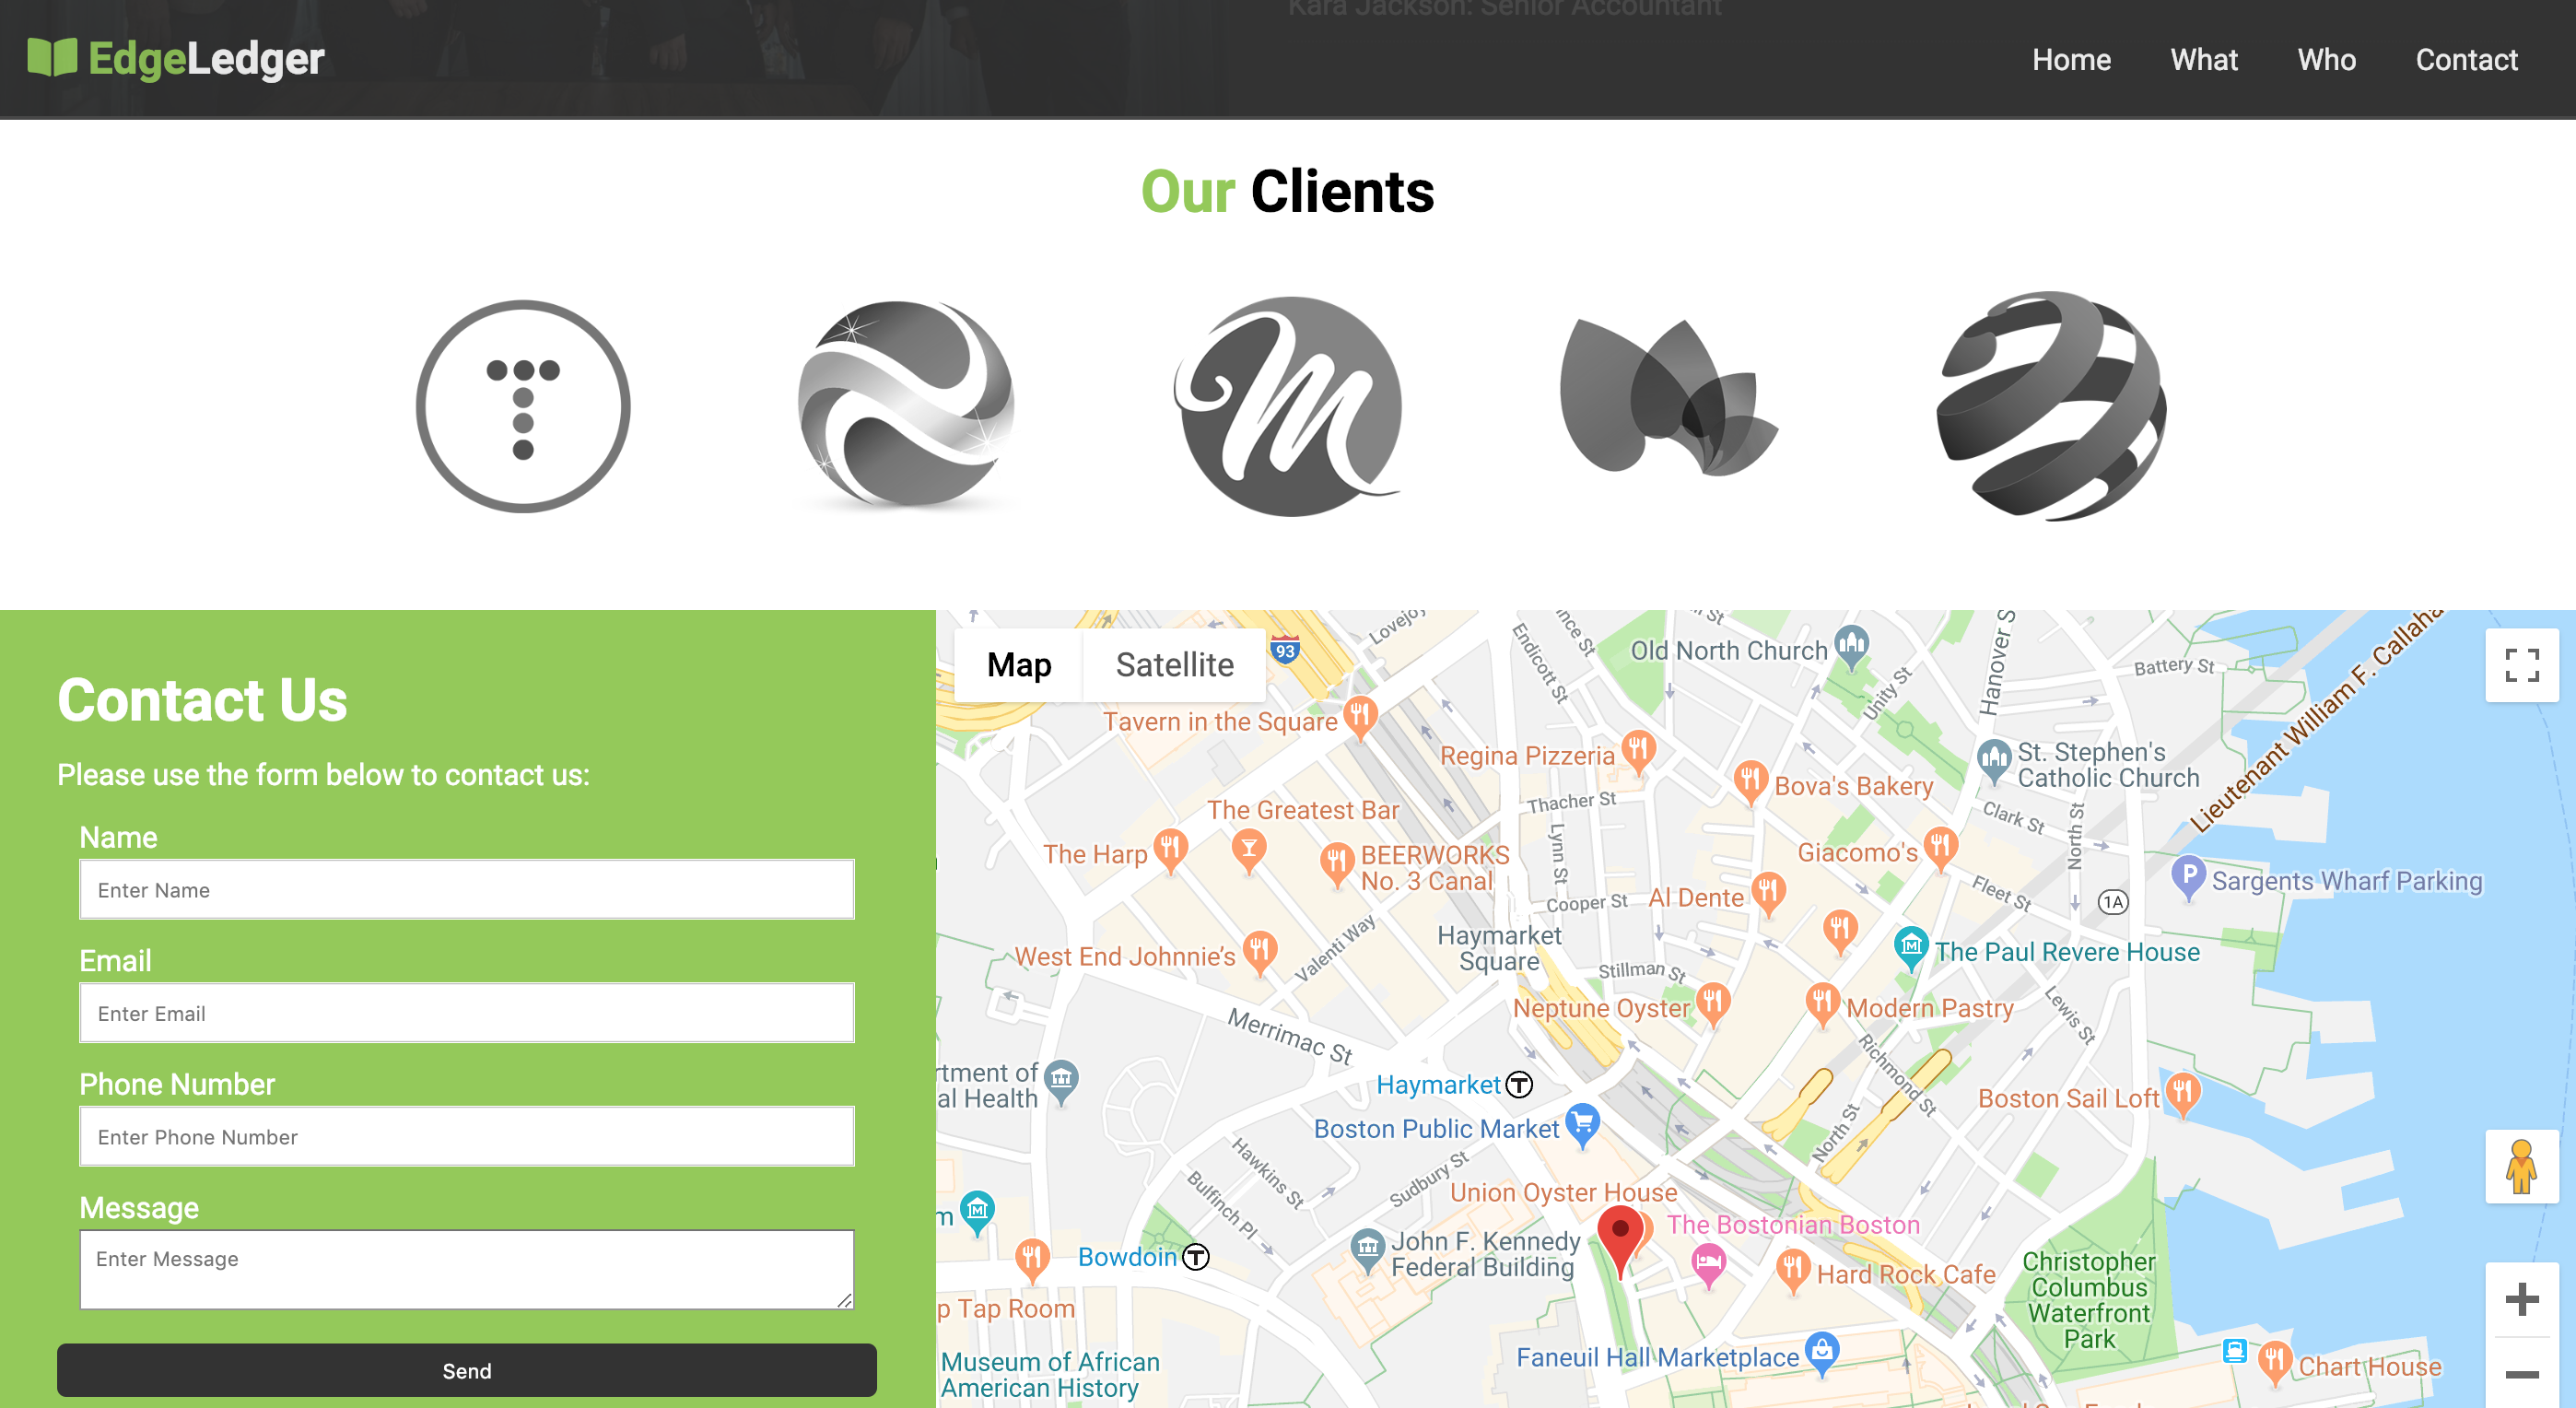 Kara Jackson: Senior Accountant
EdgeLedger
Home What Who Contact
Our Clients
T
M
Contact Us
Please use the form below to contact us:
Name
Enter Name
Email
Enter Email
Phone Number
Enter Phone Number
Message
Enter Message
Send
Map Satellite
93
Endicott St
Old North Church
Unity St
Battery St
Lieutenant William F. Callaha
Tavern in the Square
Regina Pizzeria
Bova's Bakery
St. Stephen's
Catholic Church
The Greatest Bar
Thacher St
Clark St
North St
The Harp
BEERWORKS
No. 3 Canal
Lynn St
Giacomo's
Fleet St
1A
P
Sargents Wharf Parking
Cooper St
Al Dente
Haymarket
Square
West End Johnnie’s
Valenti Way
Stillman St
The Paul Revere House
Neptune Oyster
Modern Pastry
Lewis St
Merrimac St
Richmond St
rtment of
al Health
Haymarket T
Boston Public Market
North St
Boston Sail Loft
Hawkins St
Bulfinch Pl
Sudbury St
Union Oyster House
The Bostonian Boston
m
Bowdoin T
John F. Kennedy
Federal Building
Hard Rock Cafe
Christopher
Columbus
Waterfront
Park
p Tap Room
Museum of African
American History
Faneuil Hall Marketplace
Chart House